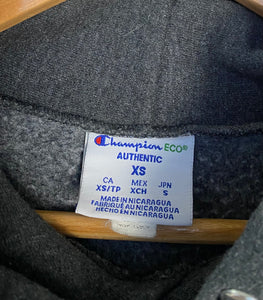 Champion ECO®
AUTHENTIC
XS
CA MEX JPN
XS/TP XCH S
MADE IN NICARAGUA
FABRIQUÉ AU NICARAGUA
HECHO EN NICARAGUA